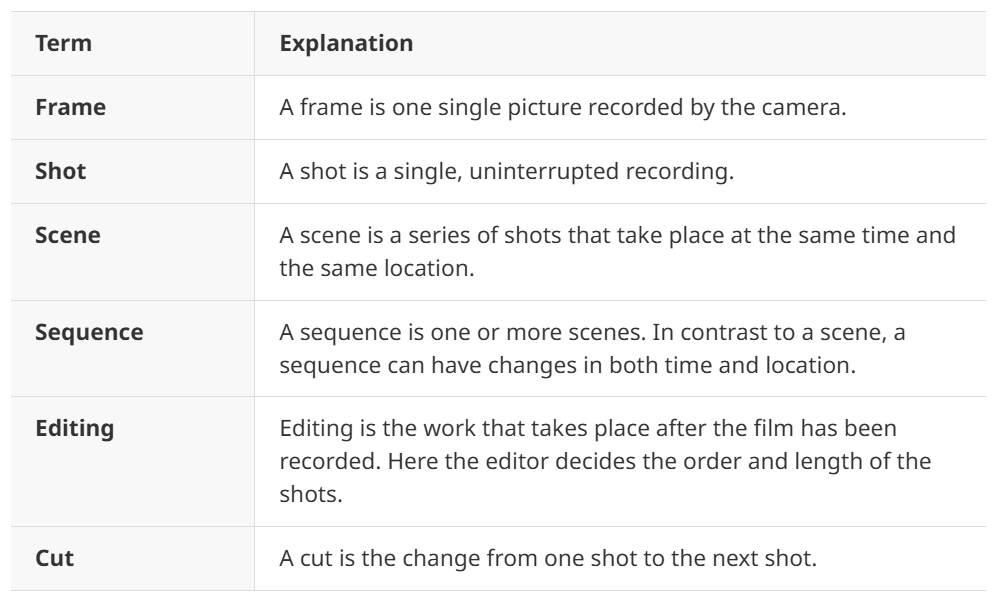 Term Explanation
Frame A frame is one single picture recorded by the camera.
Shot A shot is a single, uninterrupted recording.
Scene A scene is a series of shots that take place at the same time and
the same location.
Sequence A sequence is one or more scenes. In contrast to a scene, a
sequence can have changes in both time and location.
Editing Editing is the work that takes place after the film has been
recorded. Here the editor decides the order and length of the
shots.
Cut A cut is the change from one shot to the next shot.